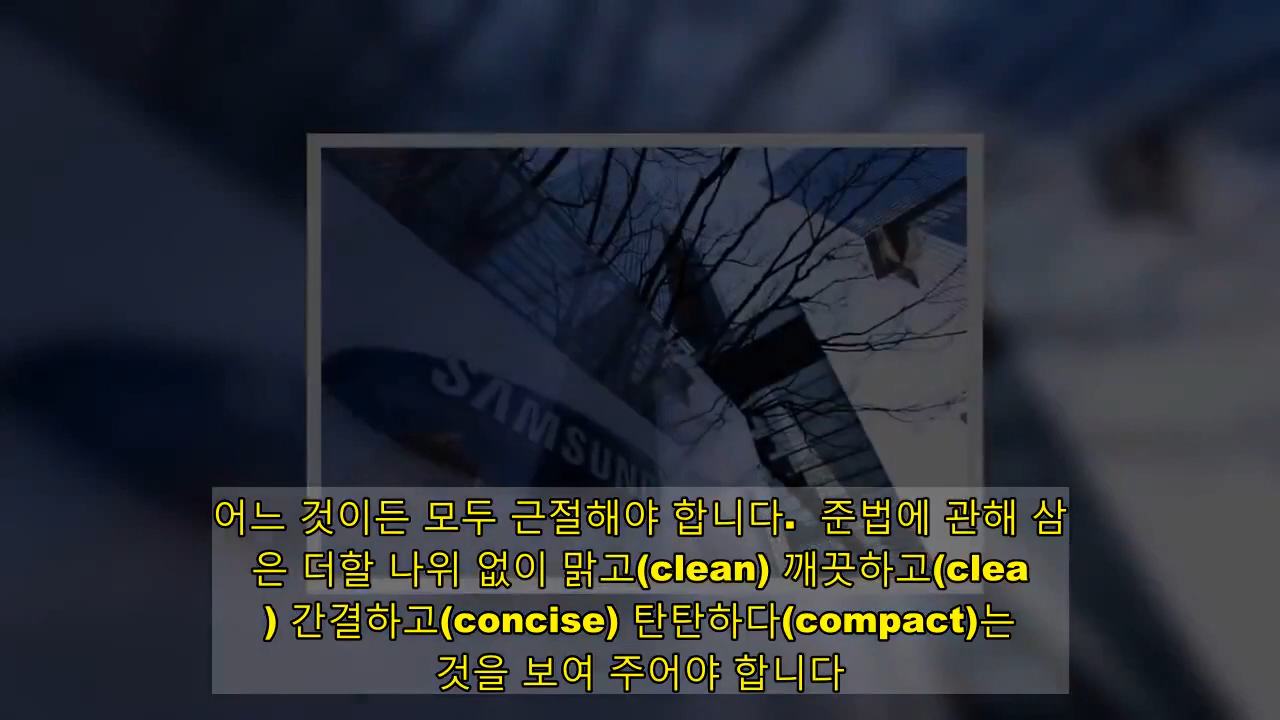 SAMSUN
어느 것이든 모두 근절해야 합니다. 준법에 관해 삼
은 더할 나위 없이 맑고(clean) 깨끗하고(clea
) 간결하고(concise) 탄탄하다(compact)는
것을 보여 주어야 합니다